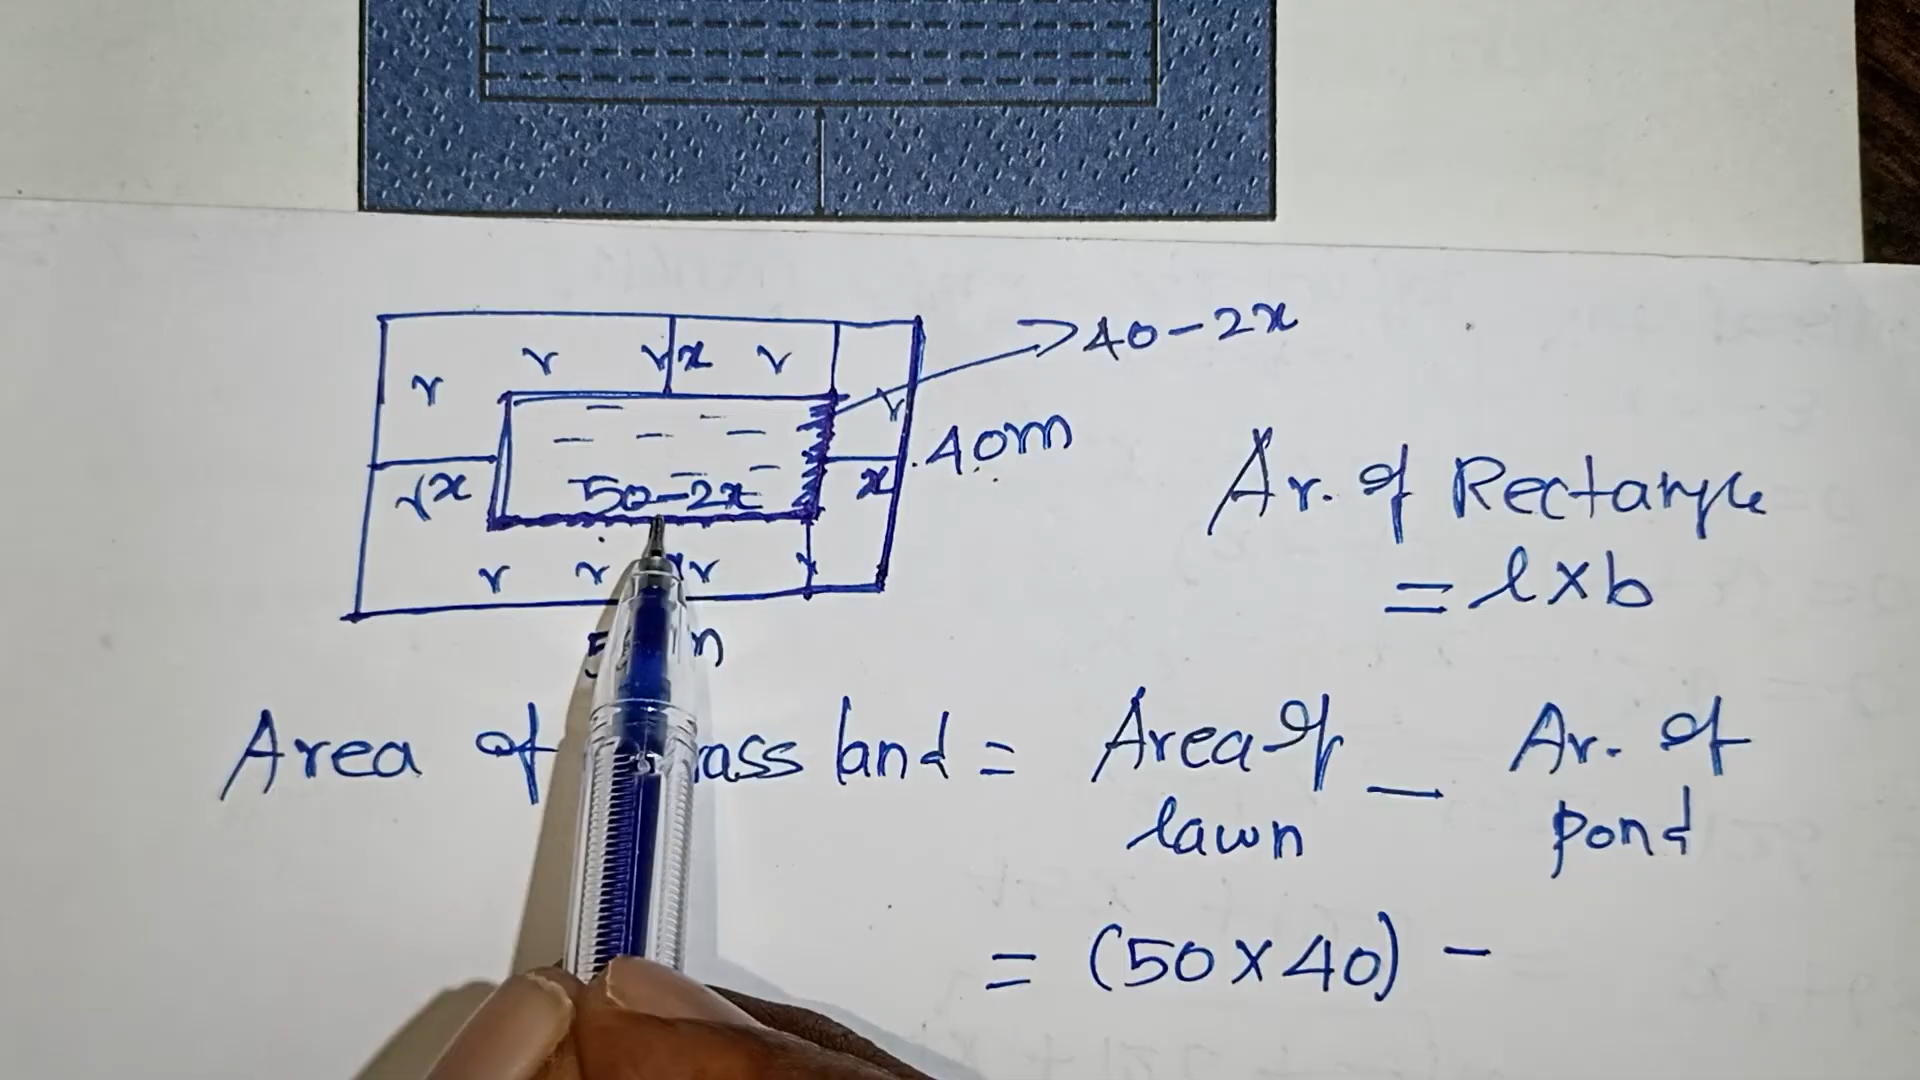 40-2x
x
40m
x
x
50-2x
Ar. of Rectangle
= l×b
Area of land = Area of lawn — Ar. of pond
= (50×40) -